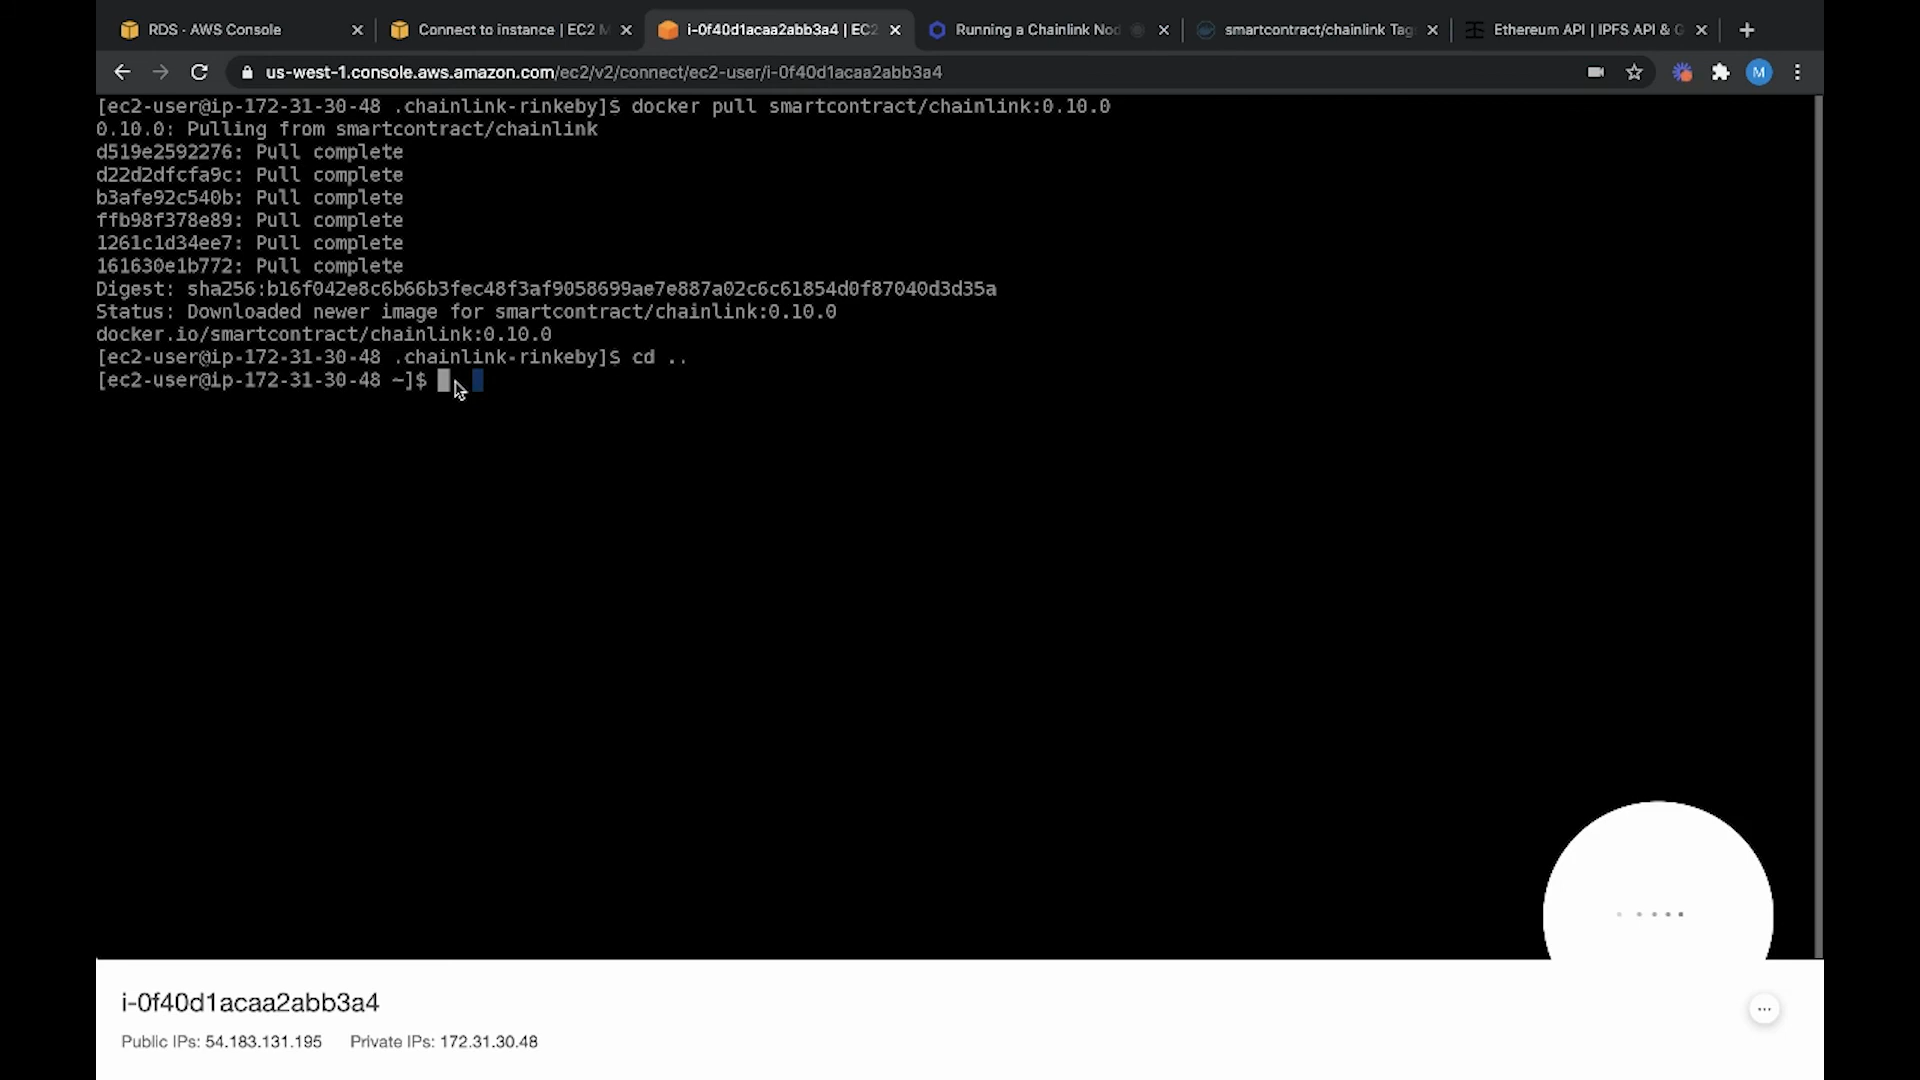 RDS - AWS Console
Connect to instance | EC2 M
i-0f40d1acaa2abb3a4 | EC2
Running a Chainlink Nod
smartcontract/chainlink Tag
Ethereum API | IPFS API & G
us-west-1.console.aws.amazon.com/ec2/v2/connect/ec2-user/i-0f40d1acaa2abb3a4
M
[ec2-user@ip-172-31-30-48 .chainlink-rinkeby]$ docker pull smartcontract/chainlink:0.10.0
0.10.0: Pulling from smartcontract/chainlink
d519e2592276: Pull complete
d22d2dfcfa9c: Pull complete
b3afe92c540b: Pull complete
ffb98f378e89: Pull complete
1261c1d34ee7: Pull complete
161630e1b772: Pull complete
Digest: sha256:b16f042e8c6b66b3fec48f3af9058699ae7e887a02c6c61854d0f87040d3d35a
Status: Downloaded newer image for smartcontract/chainlink:0.10.0
docker.io/smartcontract/chainlink:0.10.0
[ec2-user@ip-172-31-30-48 .chainlink-rinkeby]$ cd ..
[ec2-user@ip-172-31-30-48 ~]$
i-0f40d1acaa2abb3a4
Public IPs: 54.183.131.195 Private IPs: 172.31.30.48